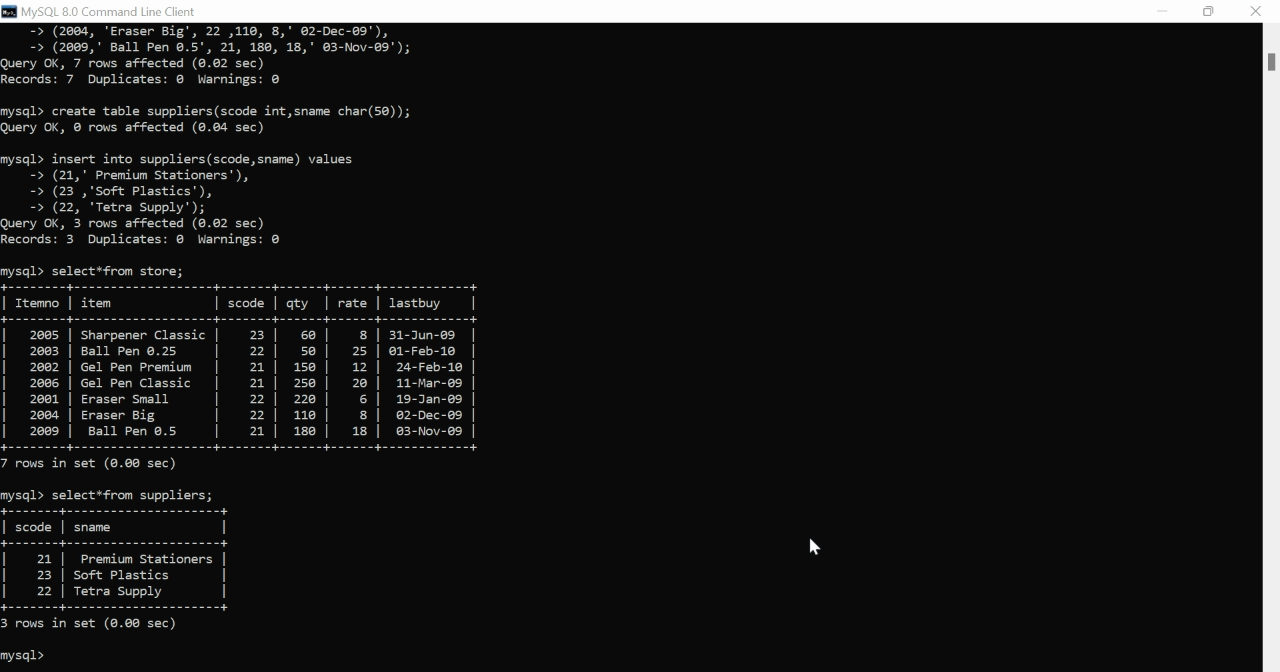 MySQL 8.0 Command Line Client
    -> (2004, 'Eraser Big', 22 ,110, 8,' 02-Dec-09'),
    -> (2009,' Ball Pen 0.5', 21, 180, 18,' 03-Nov-09');
Query OK, 7 rows affected (0.02 sec)
Records: 7  Duplicates: 0  Warnings: 0
mysql> create table suppliers(scode int,sname char(50));
Query OK, 0 rows affected (0.04 sec)
mysql> insert into suppliers(scode,sname) values
    -> (21,' Premium Stationers'),
    -> (23 ,'Soft Plastics'),
    -> (22, 'Tetra Supply');
Query OK, 3 rows affected (0.02 sec)
Records: 3  Duplicates: 0  Warnings: 0
mysql> select*from store;
+--------+-------------------+-------+------+------+------------+
| Itemno | item              | scode | qty  | rate | lastbuy    |
+--------+-------------------+-------+------+------+------------+
|   2005 | Sharpener Classic |    23 |   60 |    8 | 31-Jun-09  |
|   2003 | Ball Pen 0.25     |    22 |   50 |   25 | 01-Feb-10  |
|   2002 | Gel Pen Premium   |    21 |  150 |   12 |  24-Feb-10 |
|   2006 | Gel Pen Classic   |    21 |  250 |   20 |  11-Mar-09 |
|   2001 | Eraser Small      |    22 |  220 |    6 |  19-Jan-09 |
|   2004 | Eraser Big        |    22 |  110 |    8 |  02-Dec-09 |
|   2009 |  Ball Pen 0.5     |    21 |  180 |   18 |  03-Nov-09 |
+--------+-------------------+-------+------+------+------------+
7 rows in set (0.00 sec)
mysql> select*from suppliers;
+-------+---------------------+
| scode | sname               |
+-------+---------------------+
|    21 |  Premium Stationers |
|    23 | Soft Plastics       |
|    22 | Tetra Supply        |
+-------+---------------------+
3 rows in set (0.00 sec)
mysql>